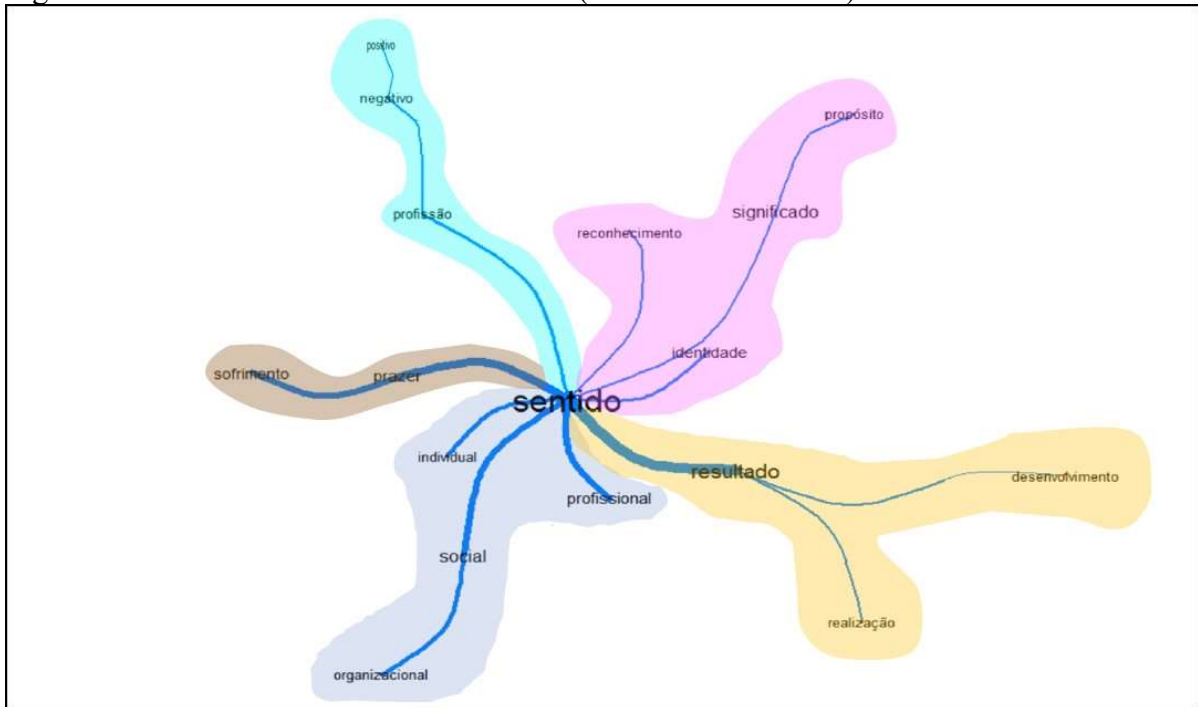 positivo
negativo
propósito
profissão
significado
reconhecimento
identidade
sofrimento
prazer
sentido
individual
resultado
desenvolvimento
profissional
social
realização
organizacional